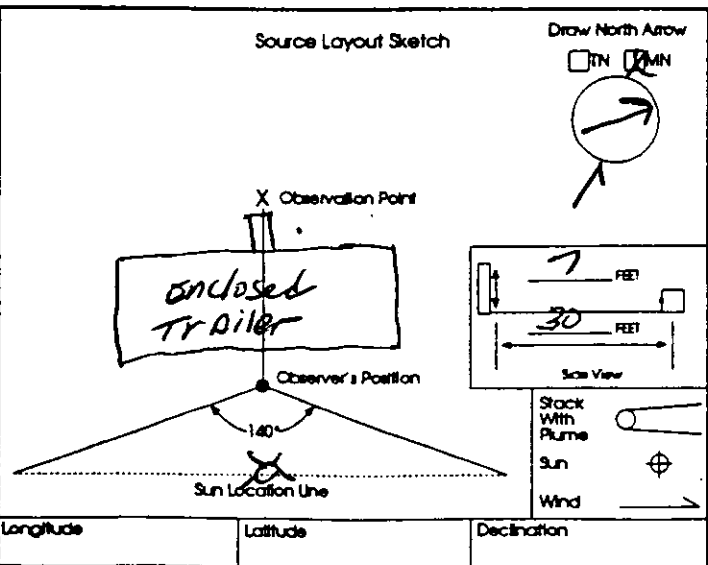 Source Layout Sketch
Draw North Arrow
TN MN
X Observation Point
Enclosed
Trailer
7 FEET
30 FEET
Side View
Observer's Position
140°
Sun Location Line
Stack
With
Plume
Sun
Wind
Longitude Latitude Declination